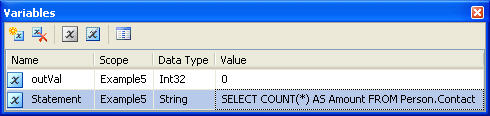 Variables
Name Scope Data Type Value
outVal Example5 Int32 0
Statement Example5 String SELECT COUNT(*) AS Amount FROM Person.Contact